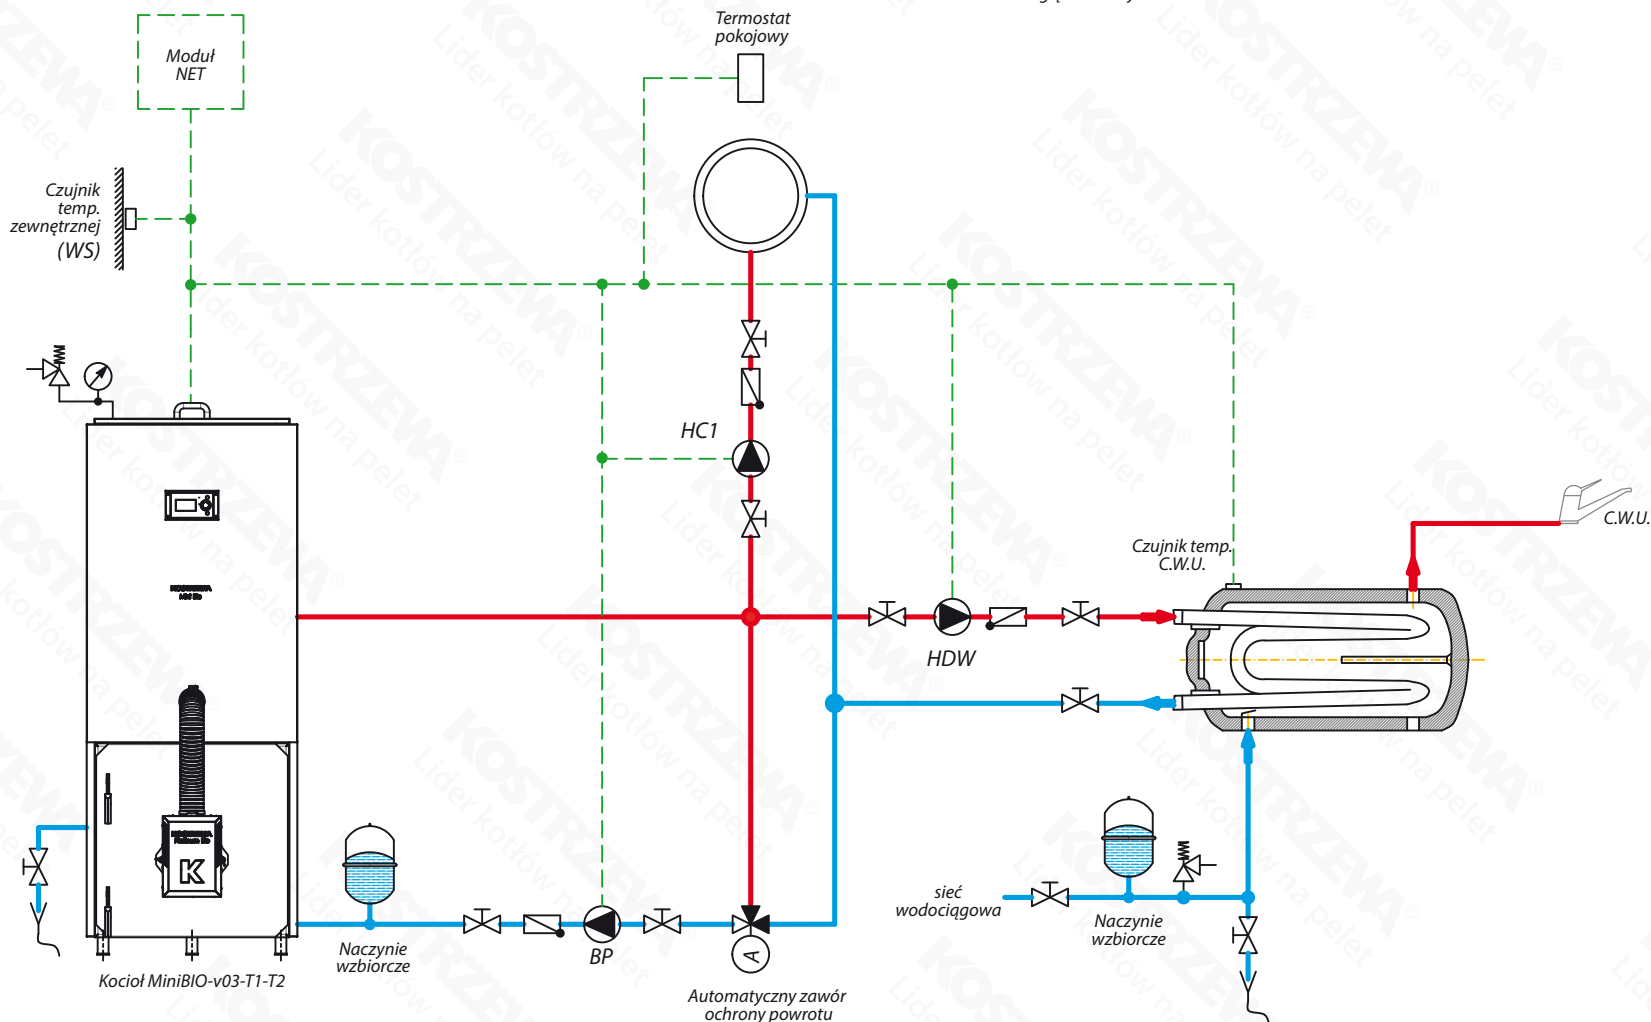 Termostat
pokojowy
Moduł
NET
Czujnik
temp.
zewnętrznej
(WS)
HC1
Czujnik temp.
C.W.U.
C.W.U.
HDW
K
sieć
wodociągowa
Naczynie
wzbiorcze
Naczynie
wzbiorcze
BP
A
Kocioł MiniBIO-v03-T1-T2
Automatyczny zawór
ochrony powrotu
KOSTRZEWA®
Lider kotłów na pelet